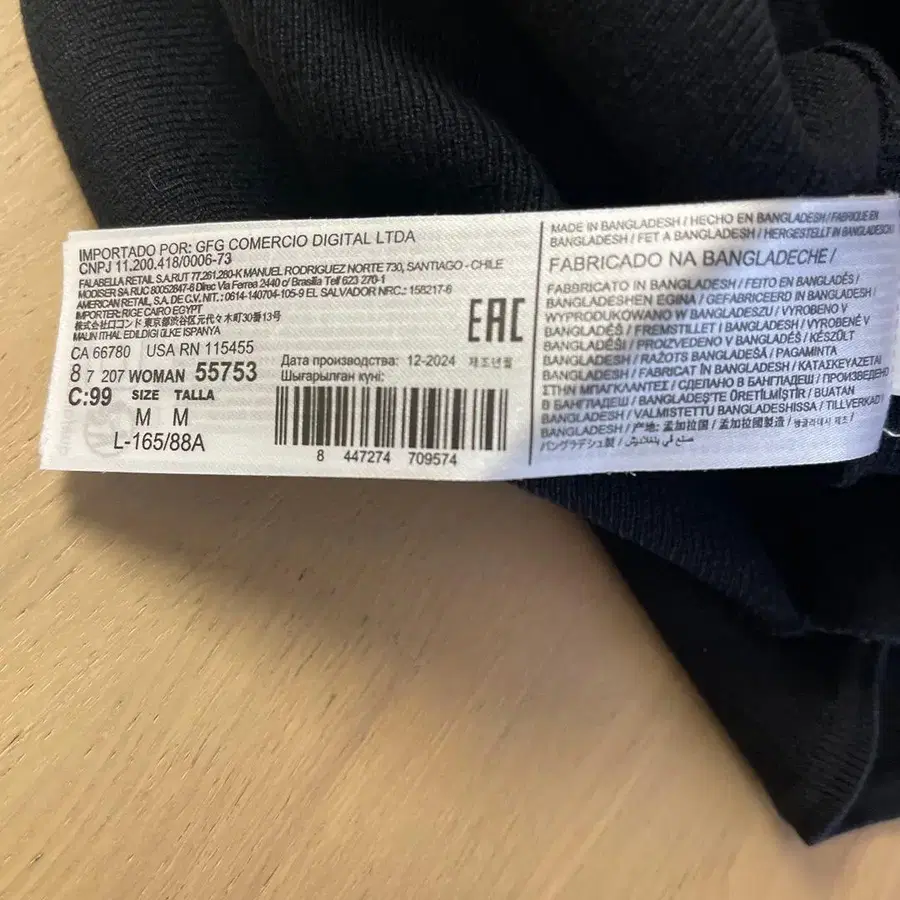 IMPORTADO POR: GFG COMERCIO DIGITAL LTDA
CNPJ 11.200.418/0006-73
FALABELLA RETAIL S.A.RUT 77,261,280-K MANUEL RODRIGUEZ NORTE 730, SANTIAGO - CHILE
MODISER SA, RUC 80052847-6 Direc Via Ferrea 2440 c/ Brasilia Telf 623 270-1
AMERICAN RETAIL, S.A. DE C.V. NIT. : 0614-140704-105-9 EL SALVADOR NRC.: 158217-6
IMPORTER: RIGE CAIRO EGYPT
株式会社ロコンド 東京都渋谷区元代々木町30番13号
MALIN ITHAL EDILDIGI ÜLKE ISPANYA
CA 66780 USA RN 115455
8 7 207 WOMAN 55753
C:99 SIZE TALLA
M M
L-165/88A
EAC
Дата производства: 12-2024 제조년월
Шығарылған күні:
8 447274 709574
MADE IN BANGLADESH / HECHO EN BANGLADESH / FABRIQUE EN
BANGLADESH / FET A BANGLADESH / HERGESTELLT IN BANGLADESCH /
FABRICADO NA BANGLADECHE /
FABBRICATO IN BANGLADESH / FEITO EN BANGLADÉS /
BANGLADESHEN EGINA / GEFABRICEERD IN BANGLADESH /
WYPRODUKOWANO W BANGLADESZU / VYROBENO V
BANGLADÉŠI / FREMSTILLET I BANGLADESH / VYROBENÉ V
BANGLADÉŠI / PROIZVEDENO V BANGLADEŠ / KÉSZÜLT
BANGLADESH / RAŽOTS BANGLADEŠĀ / PAGAMINTA
BANGLADEŠE / FABRICAT ÎN BANGLADESH / ΚΑΤΑΣΚΕΥΑΖΕΤΑΙ
ΣΤΗΝ ΜΠΑΓΚΛΑΝΤΕΣ / СДЕЛАНО В БАНГЛАДЕШ / ПРОИЗВЕДЕНО
В БАНГЛАДЕШ / BANGLADEŞ'TE ÜRETİLMİŞTİR / BUATAN
BANGLADESH / VALMISTETTU BANGLADESHISSA / TILLVERKAD I
BANGLADESH / 产地: 孟加拉国 / 孟加拉國製造 / 방글라데시 제조 /
バングラデシュ製 / صنع في بنغلاديش